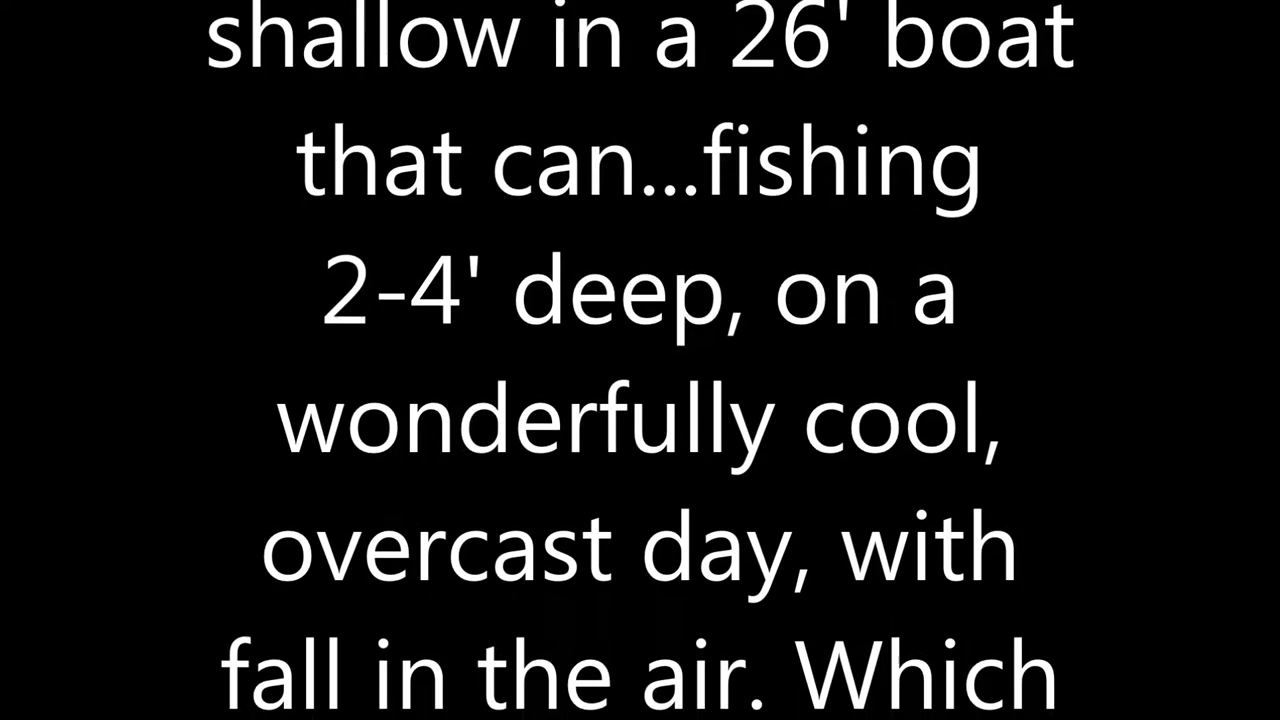 shallow in a 26' boat
that can...fishing
2-4' deep, on a
wonderfully cool,
overcast day, with
fall in the air. Which